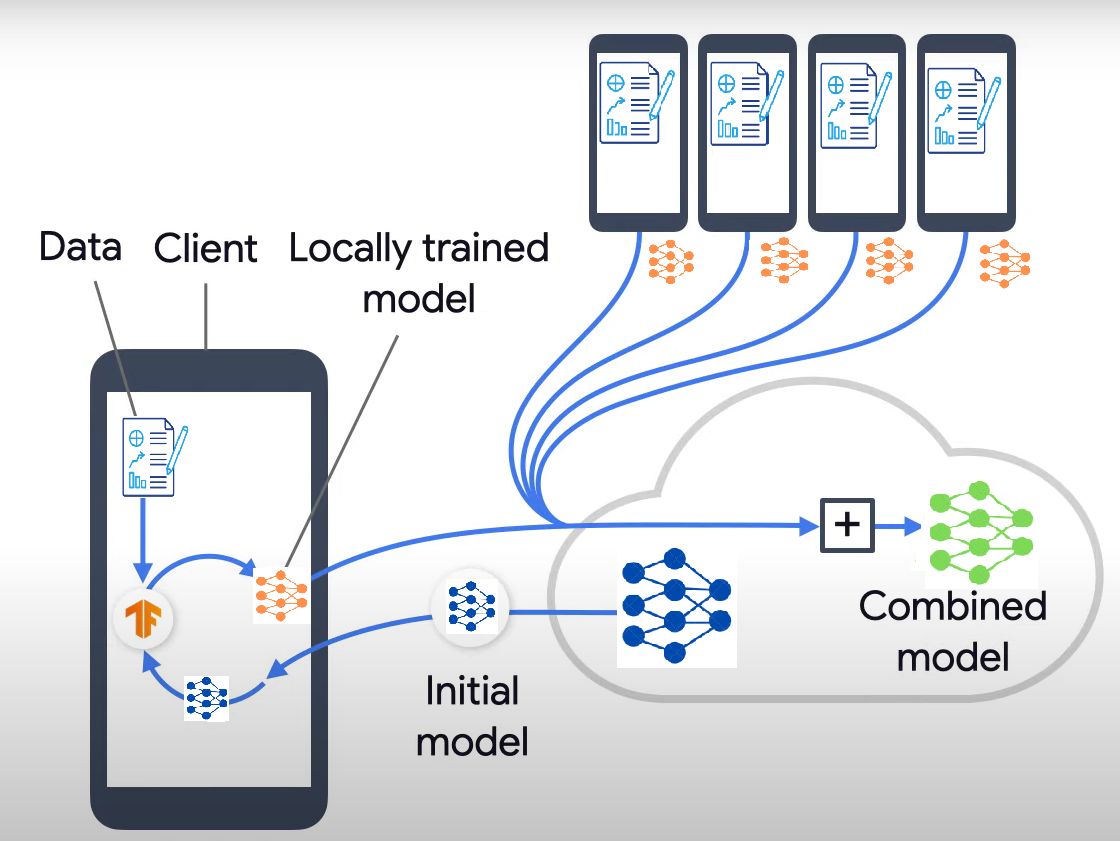 Data
Client
Locally trained
model
+
Initial
model
Combined
model